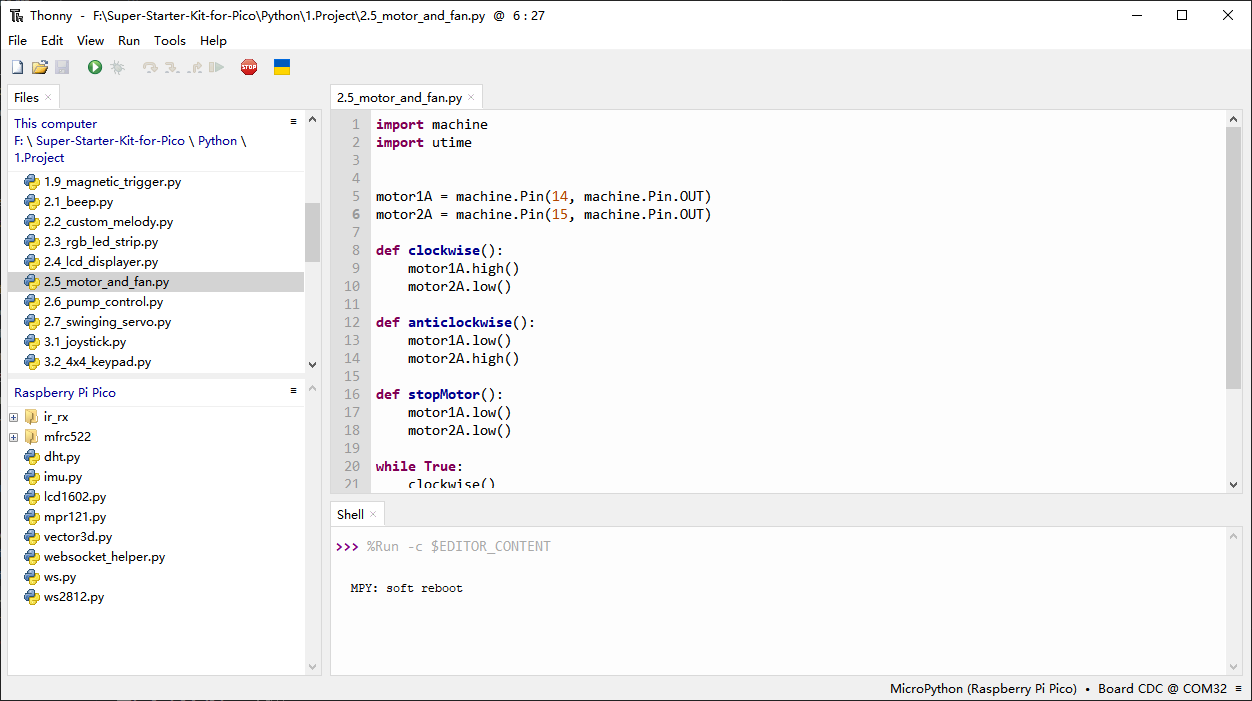 Thonny - F:\Super-Starter-Kit-for-Pico\Python\1.Project\2.5_motor_and_fan.py @ 6 : 27
File Edit View Run Tools Help
STOP
Files
This computer
F: \ Super-Starter-Kit-for-Pico \ Python \
1.Project
1.9_magnetic_trigger.py
2.1_beep.py
2.2_custom_melody.py
2.3_rgb_led_strip.py
2.4_lcd_displayer.py
2.5_motor_and_fan.py
2.6_pump_control.py
2.7_swinging_servo.py
3.1_joystick.py
3.2_4x4_keypad.py
Raspberry Pi Pico
ir_rx
mfrc522
dht.py
imu.py
lcd1602.py
mpr121.py
vector3d.py
websocket_helper.py
ws.py
ws2812.py
2.5_motor_and_fan.py
1 import machine
2 import utime
3
4
5 motor1A = machine.Pin(14, machine.Pin.OUT)
6 motor2A = machine.Pin(15, machine.Pin.OUT)
7
8 def clockwise():
9     motor1A.high()
10     motor2A.low()
11
12 def anticlockwise():
13     motor1A.low()
14     motor2A.high()
15
16 def stopMotor():
17     motor1A.low()
18     motor2A.low()
19
20 while True:
21     clockwise()
Shell
>>> %Run -c $EDITOR_CONTENT
MPY: soft reboot
MicroPython (Raspberry Pi Pico) • Board CDC @ COM32